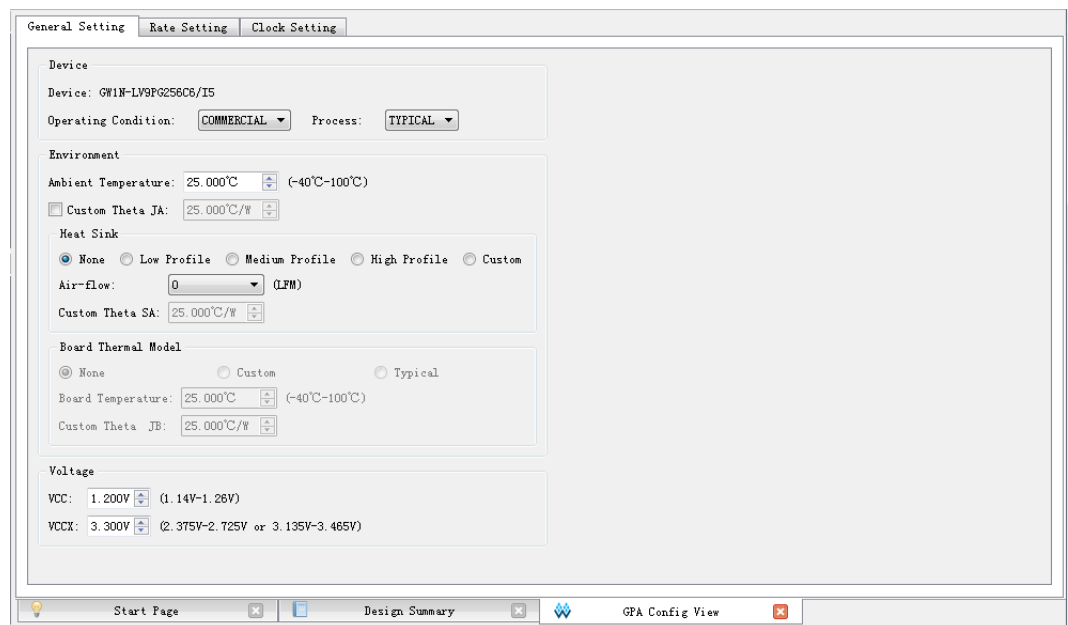 General Setting Rate Setting Clock Setting
Device
Device: GW1N-LV9PG256C6/I5
Operating Condition: COMMERCIAL Process: TYPICAL
Environment
Ambient Temperature: 25.000℃ (-40℃-100℃)
Custom Theta JA: 25.000℃/W
Heat Sink
None Low Profile Medium Profile High Profile Custom
Air-flow: 0 (LFM)
Custom Theta SA: 25.000℃/W
Board Thermal Model
None Custom Typical
Board Temperature: 25.000℃ (-40℃-100℃)
Custom Theta JB: 25.000℃/W
Voltage
VCC: 1.200V (1.14V-1.26V)
VCCX: 3.300V (2.375V-2.725V or 3.135V-3.465V)
Start Page Design Summary GPA Config View